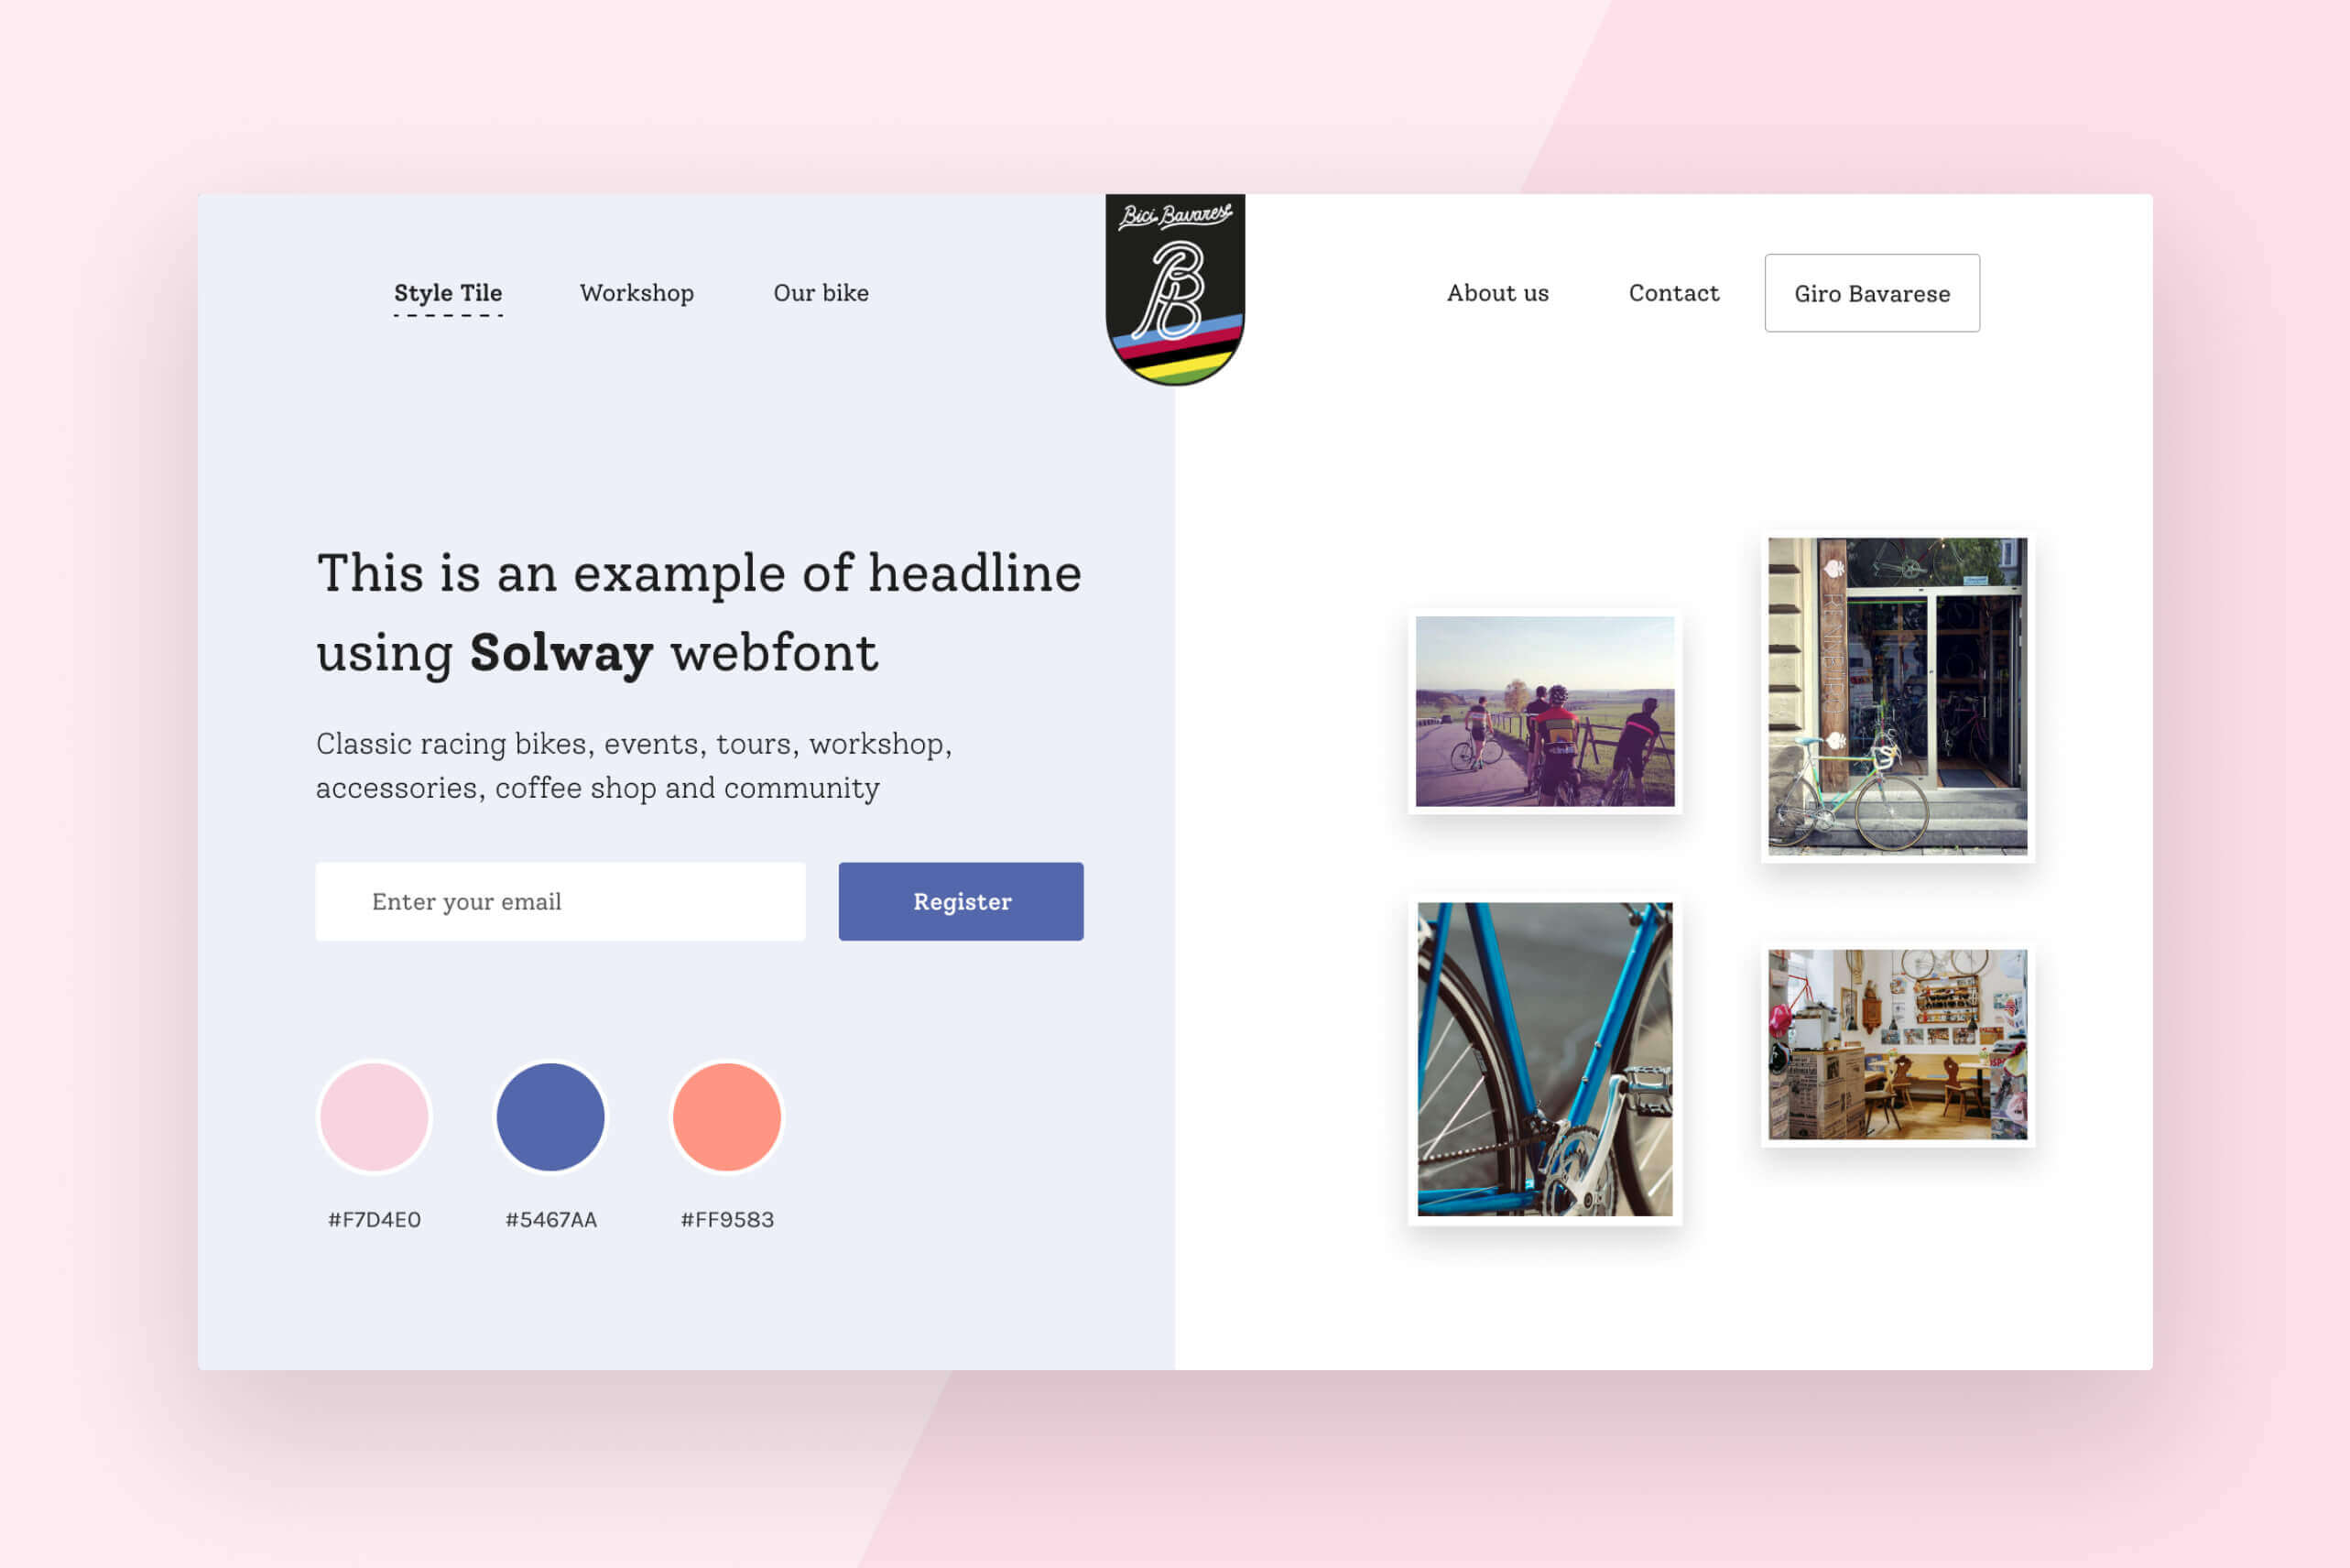 Bici Bavarese
BB
Style Tile
Workshop
Our bike
About us
Contact
Giro Bavarese
This is an example of headline
using Solway webfont
Classic racing bikes, events, tours, workshop,
accessories, coffee shop and community
Enter your email
Register
#F7D4E0
#5467AA
#FF9583